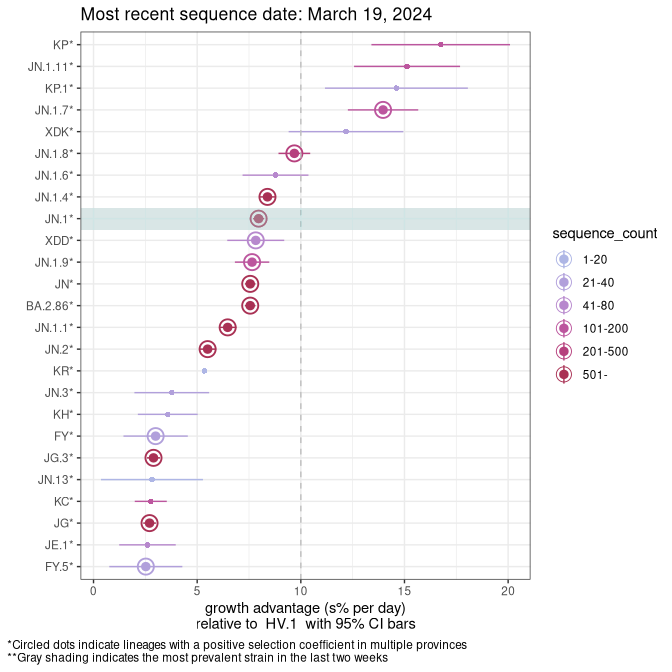 Most recent sequence date: March 19, 2024
KP*
JN.1.11*
KP.1*
JN.1.7*
XDK*
JN.1.8*
JN.1.6*
JN.1.4*
JN.1*
XDD*
JN.1.9*
JN*
BA.2.86*
JN.1.1*
JN.2*
KR*
JN.3*
KH*
FY*
JG.3*
JN.13*
KC*
JG*
JE.1*
FY.5*
0 5 10 15 20
growth advantage (s% per day)
relative to HV.1 with 95% CI bars
sequence_count
1-20
21-40
41-80
101-200
201-500
501-
*Circled dots indicate lineages with a positive selection coefficient in multiple provinces
**Gray shading indicates the most prevalent strain in the last two weeks